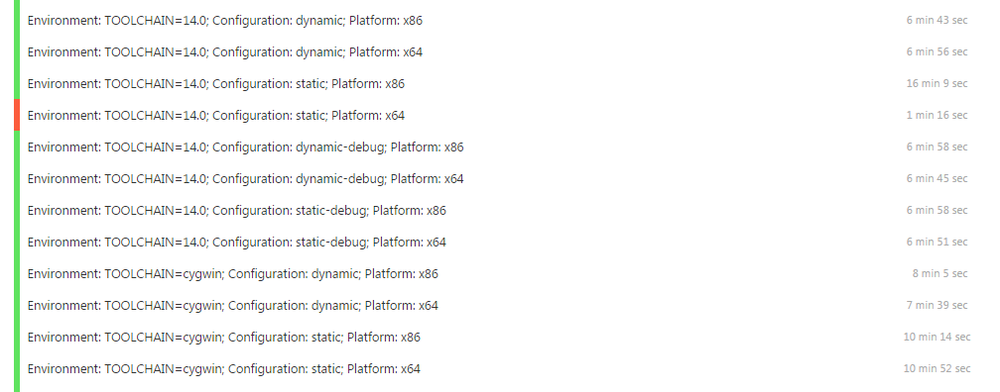 Environment: TOOLCHAIN=14.0; Configuration: dynamic; Platform: x86 6 min 43 sec
Environment: TOOLCHAIN=14.0; Configuration: dynamic; Platform: x64 6 min 56 sec
Environment: TOOLCHAIN=14.0; Configuration: static; Platform: x86 16 min 9 sec
Environment: TOOLCHAIN=14.0; Configuration: static; Platform: x64 1 min 16 sec
Environment: TOOLCHAIN=14.0; Configuration: dynamic-debug; Platform: x86 6 min 58 sec
Environment: TOOLCHAIN=14.0; Configuration: dynamic-debug; Platform: x64 6 min 45 sec
Environment: TOOLCHAIN=14.0; Configuration: static-debug; Platform: x86 6 min 58 sec
Environment: TOOLCHAIN=14.0; Configuration: static-debug; Platform: x64 6 min 51 sec
Environment: TOOLCHAIN=cygwin; Configuration: dynamic; Platform: x86 8 min 5 sec
Environment: TOOLCHAIN=cygwin; Configuration: dynamic; Platform: x64 7 min 39 sec
Environment: TOOLCHAIN=cygwin; Configuration: static; Platform: x86 10 min 14 sec
Environment: TOOLCHAIN=cygwin; Configuration: static; Platform: x64 10 min 52 sec